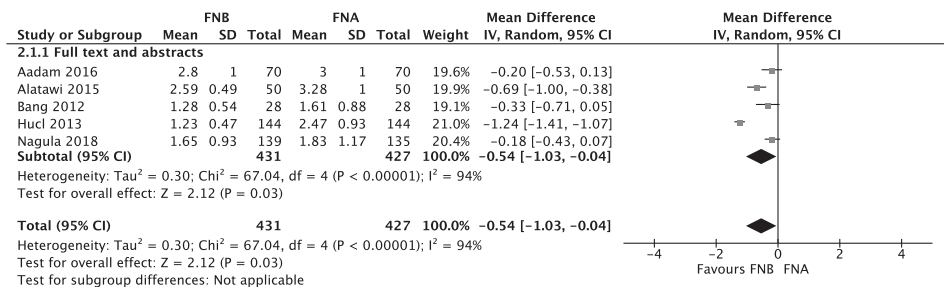 FNB FNA Mean Difference Mean Difference
Study or Subgroup Mean SD Total Mean SD Total Weight IV, Random, 95% CI IV, Random, 95% CI
2.1.1 Full text and abstracts
Aadam 2016 2.8 1 70 3 1 70 19.6% −0.20 [−0.53, 0.13]
Alatawi 2015 2.59 0.49 50 3.28 1 50 19.9% −0.69 [−1.00, −0.38]
Bang 2012 1.28 0.54 28 1.61 0.88 28 19.1% −0.33 [−0.71, 0.05]
Hucl 2013 1.23 0.47 144 2.47 0.93 144 21.0% −1.24 [−1.41, −1.07]
Nagula 2018 1.65 0.93 139 1.83 1.17 135 20.4% −0.18 [−0.43, 0.07]
Subtotal (95% CI) 431 427 100.0% −0.54 [−1.03, −0.04]
Heterogeneity: Tau² = 0.30; Chi² = 67.04, df = 4 (P < 0.00001); I² = 94%
Test for overall effect: Z = 2.12 (P = 0.03)
Total (95% CI) 431 427 100.0% −0.54 [−1.03, −0.04]
Heterogeneity: Tau² = 0.30; Chi² = 67.04, df = 4 (P < 0.00001); I² = 94%
Test for overall effect: Z = 2.12 (P = 0.03)
Test for subgroup differences: Not applicable
−4 −2 0 2 4
Favours FNB FNA